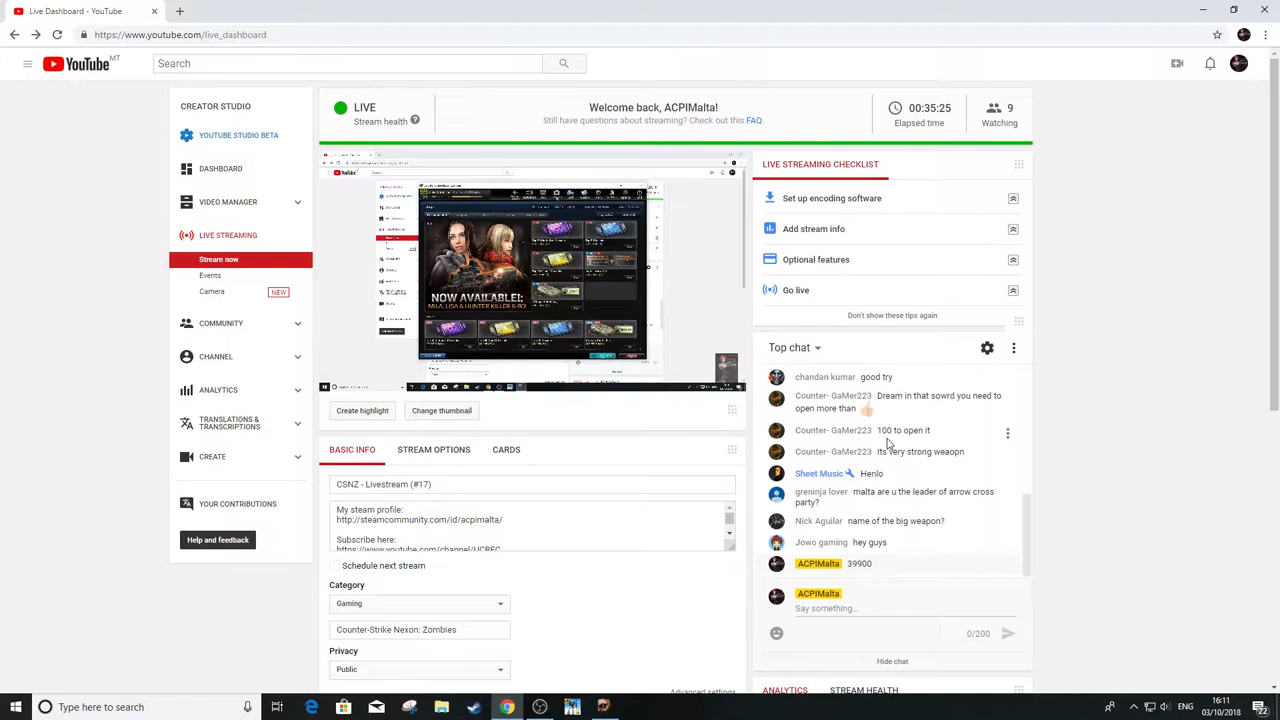 Live Dashboard - YouTube
https://www.youtube.com/live_dashboard
YouTube MT
Search
CREATOR STUDIO
YOUTUBE STUDIO BETA
DASHBOARD
VIDEO MANAGER
LIVE STREAMING
Stream now
Events
Camera NEW
COMMUNITY
CHANNEL
ANALYTICS
TRANSLATIONS &
TRANSCRIPTIONS
CREATE
YOUR CONTRIBUTIONS
Help and feedback
LIVE
Stream health
Welcome back, ACPIMalta!
Still have questions about streaming? Check out this FAQ.
00:35:25
Elapsed time
9
Watching
NOW AVAILABLE!:
MILA, LISA & HUNTER KILLER X-90!
Create highlight
Change thumbnail
BASIC INFO STREAM OPTIONS CARDS
CSNZ - Livestream (#17)
My steam profile:
http://steamcommunity.com/id/acpimalta/
Subscribe here:
Schedule next stream
Category
Gaming
Counter-Strike Nexon: Zombies
Privacy
Public
Advanced settings
LIVE STREAMING CHECKLIST
Set up encoding software
Add stream info
Optional features
Go live
Don't show these tips again
Top chat
chandan kumar good try
Counter- GaMer223 Dream in that sowrd you need to
open more than
Counter- GaMer223 100 to open it
Counter- GaMer223 Its very strong weaopn
Sheet Music Henlo
greninja lover malta are u the leader of arrow cross
party?
Nick Aguilar name of the big weapon?
Jowo gaming hey guys
ACPIMalta 39900
ACPIMalta
Say something...
0/200
Hide chat
ANALYTICS STREAM HEALTH
Type here to search
ENG
16:11
03/10/2018
22